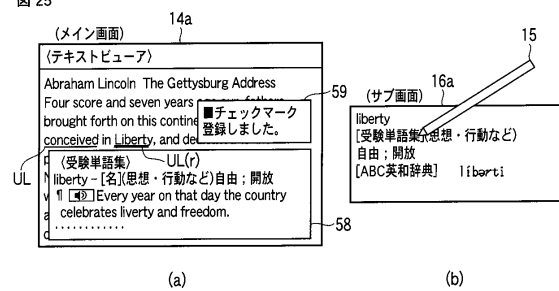 図 25
14a
(メイン画面)
〈テキストビューア〉
Abraham Lincoln The Gettysburg Address
Four score and seven years
brought forth on this contine
conceived in Liberty, and de
59
■チェックマーク
登録しました。
UL
UL(r)
〈受験単語集〉
liberty – [名](思想・行動など)自由 ; 開放
¶ Every year on that day the country
celebrates liverty and freedom.
············
58
(a)
15
16a
(サブ画面)
liberty
[受験単語集](思想・行動など)
自由 ; 開放
[ABC英和辞典] líbərti
(b)